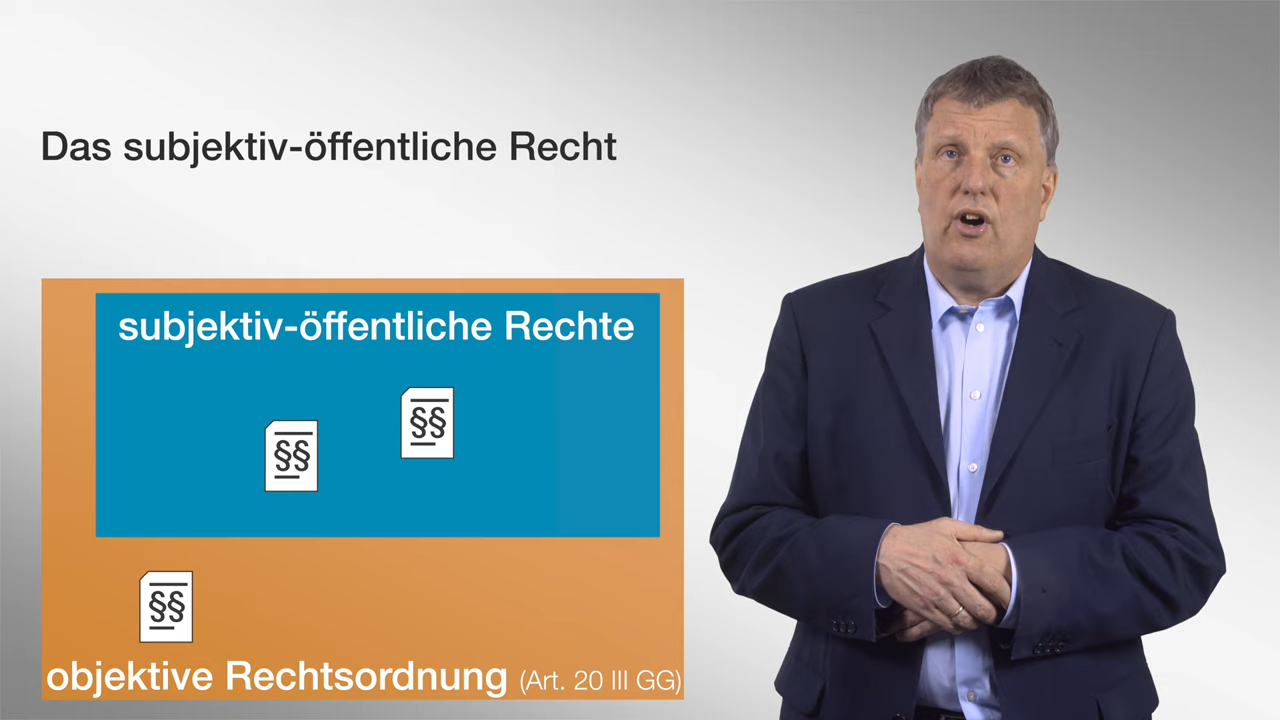 Das subjektiv-öffentliche Recht
subjektiv-öffentliche Rechte
§§
§§
§§
objektive Rechtsordnung (Art. 20 III GG)